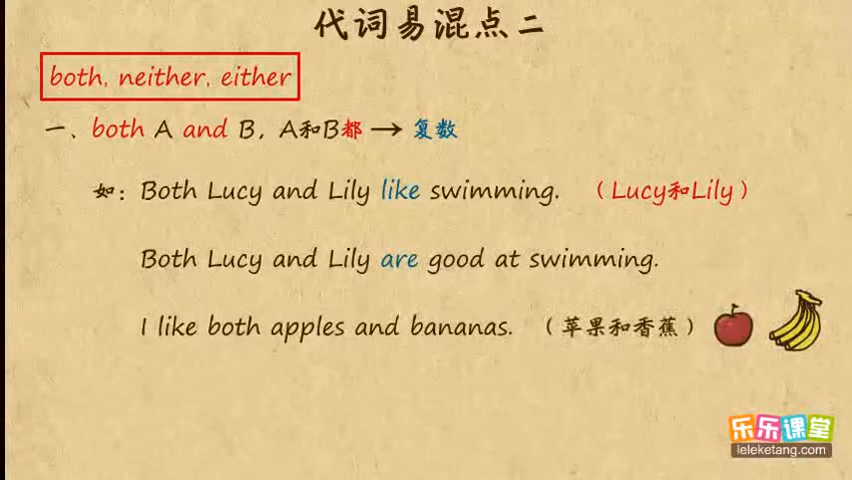 代词易混点二
both, neither, either
一、both A and B，A和B都 → 复数
如：Both Lucy and Lily like swimming. （Lucy和Lily）
Both Lucy and Lily are good at swimming.
I like both apples and bananas. （苹果和香蕉）
乐乐课堂
leleketang.com